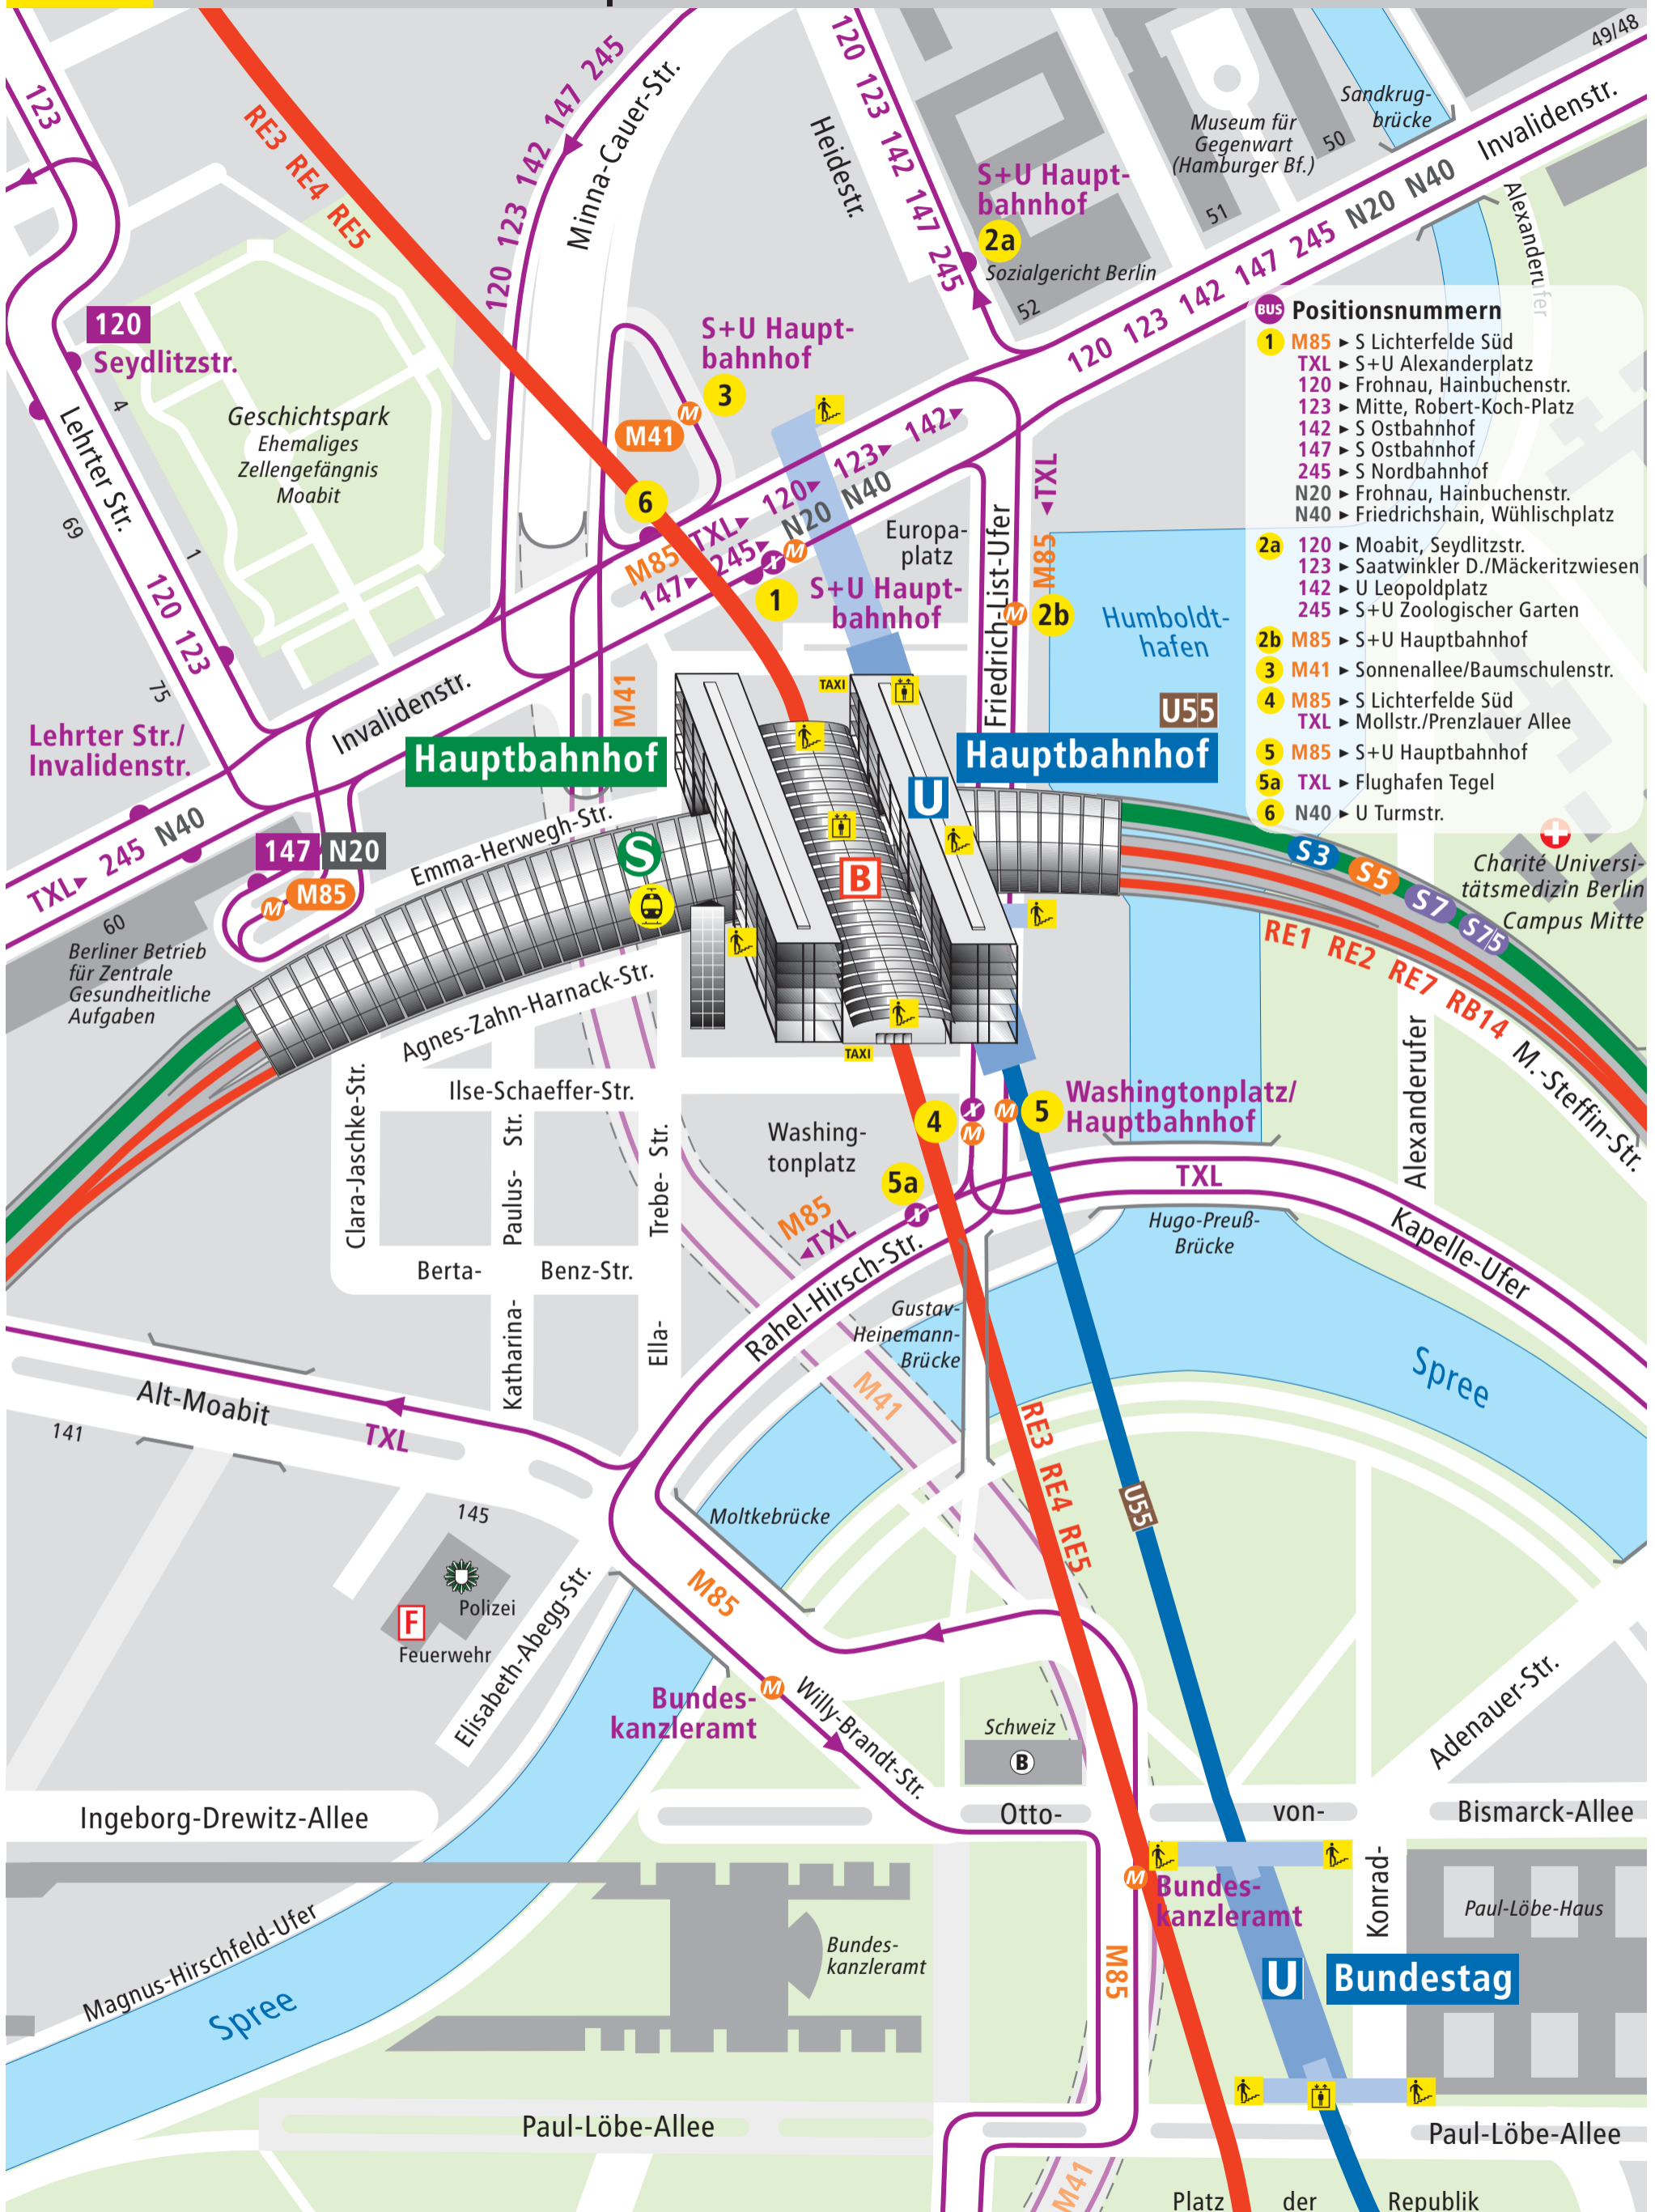 49/48
123
RE3 RE4 RE5
120 123 142 147 245
Minna-Cauer-Str.
Heidestr.
120 123 142 147 245
Museum für
Gegenwart
(Hamburger Bf.)
50
51
Sandkrug-
brücke
Invalidenstr.
Alexanderufer
S+U Haupt-
bahnhof
2a
Sozialgericht Berlin
52
120 123 142 147 245 N20 N40
120
Seydlitzstr.
4
Lehrter Str.
69
1
120 123
75
Geschichtspark
Ehemaliges
Zellengefängnis
Moabit
S+U Haupt-
bahnhof
3
M
M41
6
M85 TXL 120 123 142
147 245 N20 N40
M
X
1
S+U Haupt-
bahnhof
Europa-
platz
TXL
M85
Friedrich-List-Ufer
M
2b
Humboldt-
hafen
BUS Positionsnummern
1 M85 ► S Lichterfelde Süd
TXL ► S+U Alexanderplatz
120 ► Frohnau, Hainbuchenstr.
123 ► Mitte, Robert-Koch-Platz
142 ► S Ostbahnhof
147 ► S Ostbahnhof
245 ► S Nordbahnhof
N20 ► Frohnau, Hainbuchenstr.
N40 ► Friedrichshain, Wühlischplatz
2a 120 ► Moabit, Seydlitzstr.
123 ► Saatwinkler D./Mäckeritzwiesen
142 ► U Leopoldplatz
245 ► S+U Zoologischer Garten
2b M85 ► S+U Hauptbahnhof
3 M41 ► Sonnenallee/Baumschulenstr.
4 M85 ► S Lichterfelde Süd
TXL ► Mollstr./Prenzlauer Allee
5 M85 ► S+U Hauptbahnhof
5a TXL ► Flughafen Tegel
6 N40 ► U Turmstr.
Lehrter Str./
Invalidenstr.
Invalidenstr.
M41
TAXI
U55
Hauptbahnhof
Hauptbahnhof
U
S
B
TXL 245 N40
147 N20
M M85
60
Berliner Betrieb
für Zentrale
Gesundheitliche
Aufgaben
Emma-Herwegh-Str.
Agnes-Zahn-Harnack-Str.
S3 S5 S7 S75
RE1 RE2 RE7 RB14
Charité Universi-
tätsmedizin Berlin
Campus Mitte
M.-Steffin-Str.
Alexanderufer
TAXI
Clara-Jaschke-Str.
Ilse-Schaeffer-Str.
Katharina- Paulus- Str.
Ella- Trebe- Str.
Berta- Benz-Str.
Washing-
tonplatz
4
X
M
M
5
Washingtonplatz/
Hauptbahnhof
5a
X
M85
TXL
TXL
Rahel-Hirsch-Str.
Hugo-Preuß-
Brücke
Kapelle-Ufer
Gustav-
Heinemann-
Brücke
M41
Spree
RE3 RE4 RE5
U55
Alt-Moabit
141
TXL
145
Moltkebrücke
Polizei
F
Feuerwehr
Elisabeth-Abegg-Str.
M85
M
Bundes-
kanzleramt
Willy-Brandt-Str.
Schweiz
B
Adenauer-Str.
Konrad-
Ingeborg-Drewitz-Allee
Otto- von- Bismarck-Allee
M
Bundes-
kanzleramt
M85
Paul-Löbe-Haus
Magnus-Hirschfeld-Ufer
Spree
Bundes-
kanzleramt
U Bundestag
Paul-Löbe-Allee
Paul-Löbe-Allee
M41
Platz der Republik